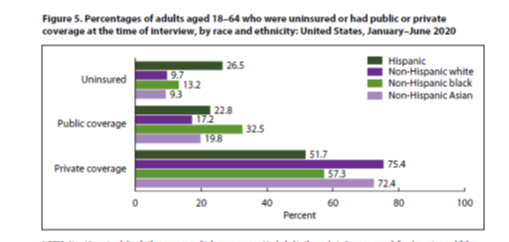 Figure 5. Percentages of adults aged 18–64 who were uninsured or had public or private
coverage at the time of interview, by race and ethnicity: United States, January–June 2020
Hispanic
Non-Hispanic white
Non-Hispanic black
Non-Hispanic Asian
Uninsured
26.5
9.7
13.2
9.3
Public coverage
22.8
17.2
32.5
19.8
Private coverage
51.7
75.4
57.3
72.4
0 20 40 60 80 100
Percent